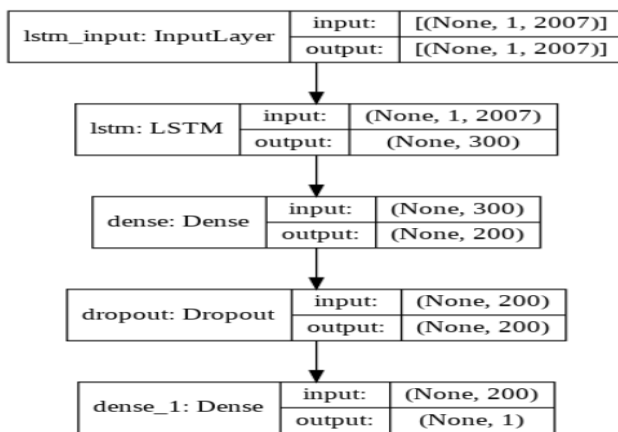 lstm_input: InputLayer
input: [(None, 1, 2007)]
output: [(None, 1, 2007)]
lstm: LSTM
input: (None, 1, 2007)
output: (None, 300)
dense: Dense
input: (None, 300)
output: (None, 200)
dropout: Dropout
input: (None, 200)
output: (None, 200)
dense_1: Dense
input: (None, 200)
output: (None, 1)